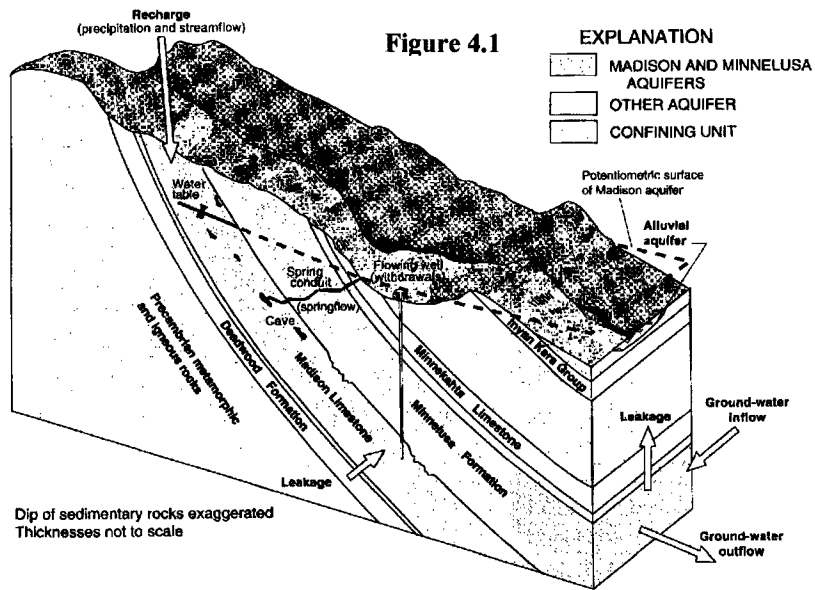 Recharge
(precipitation and streamflow)
Figure 4.1
EXPLANATION
MADISON AND MINNELUSA
AQUIFERS
OTHER AQUIFER
CONFINING UNIT
Potentiometric surface
of Madison aquifer
Alluvial
aquifer
Water
table
Flowing well
(withdrawals)
Spring
conduit
(springflow)
Cave
Inyan Kara Group
Minnekahta Limestone
Precambrian metamorphic
and igneous rocks
Deadwood Formation
Madison Limestone
Minnelusa Formation
Leakage
Ground-water
inflow
Leakage
Ground-water
outflow
Dip of sedimentary rocks exaggerated
Thicknesses not to scale